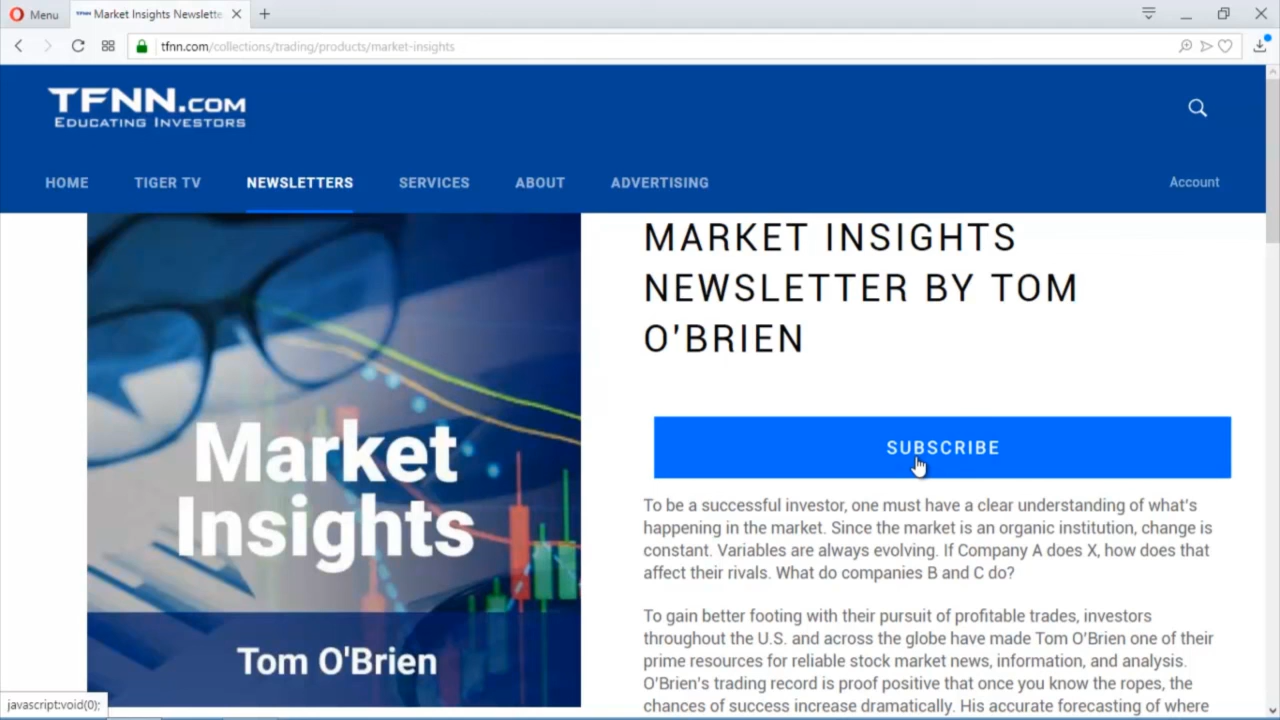 Menu
Market Insights Newslette
tfnn.com/collections/trading/products/market-insights
TFNN.COM
EDUCATING INVESTORS
HOME TIGER TV NEWSLETTERS SERVICES ABOUT ADVERTISING Account
Market
Insights
Tom O'Brien
MARKET INSIGHTS
NEWSLETTER BY TOM
O'BRIEN
SUBSCRIBE
To be a successful investor, one must have a clear understanding of what's
happening in the market. Since the market is an organic institution, change is
constant. Variables are always evolving. If Company A does X, how does that
affect their rivals. What do companies B and C do?
To gain better footing with their pursuit of profitable trades, investors
throughout the U.S. and across the globe have made Tom O'Brien one of their
prime resources for reliable stock market news, information, and analysis.
O'Brien's trading record is proof positive that once you know the ropes, the
chances of success increase dramatically. His accurate forecasting of where
javascript:void(0);